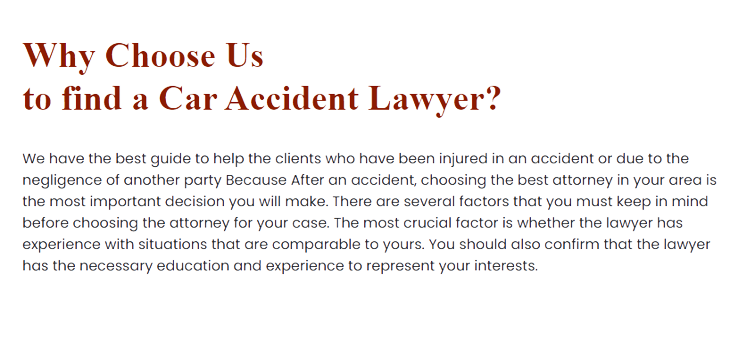 Why Choose Us
to find a Car Accident Lawyer?
We have the best guide to help the clients who have been injured in an accident or due to the
negligence of another party Because After an accident, choosing the best attorney in your area is
the most important decision you will make. There are several factors that you must keep in mind
before choosing the attorney for your case. The most crucial factor is whether the lawyer has
experience with situations that are comparable to yours. You should also confirm that the lawyer
has the necessary education and experience to represent your interests.